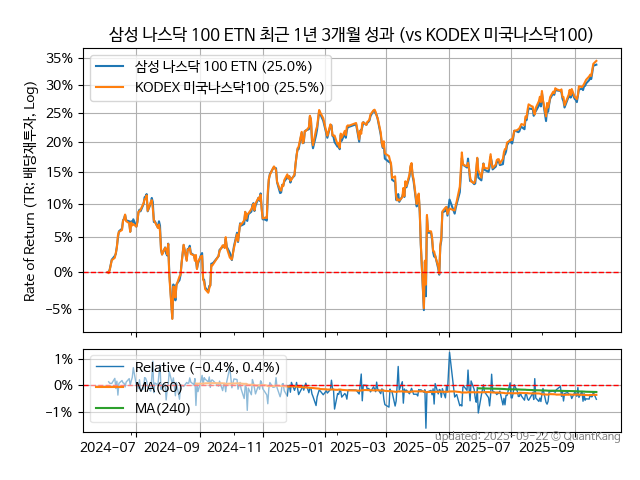 삼성 나스닥 100 ETN 최근 1년 3개월 성과 (vs KODEX 미국나스닥100)
Rate of Return (TR: 배당재투자, Log)
35%
30%
25%
20%
15%
10%
5%
0%
−5%
삼성 나스닥 100 ETN (25.0%)
KODEX 미국나스닥100 (25.5%)
1%
0%
−1%
Relative (−0.4%, 0.4%)
MA(60)
MA(240)
updated: 2025-09-22 © QuantKang
2024-07 2024-09 2024-11 2025-01 2025-03 2025-05 2025-07 2025-09